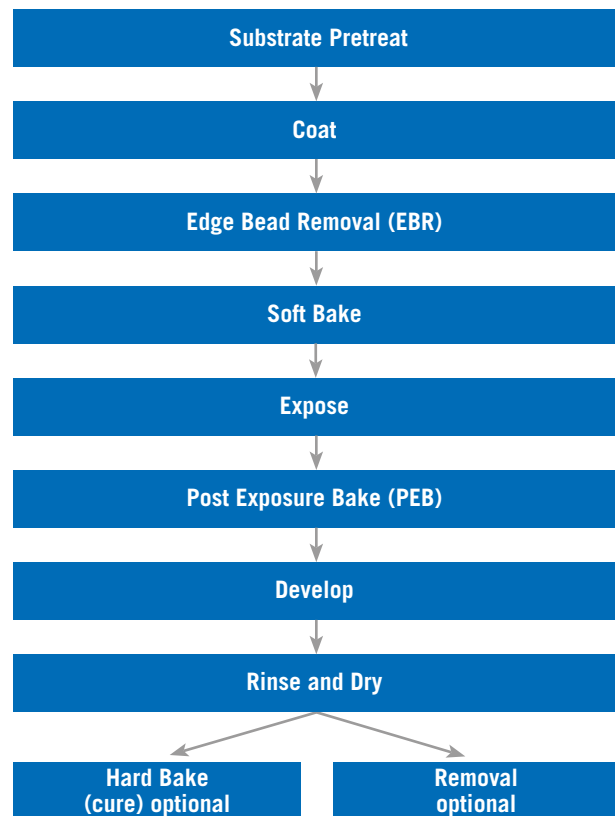 Substrate Pretreat
Coat
Edge Bead Removal (EBR)
Soft Bake
Expose
Post Exposure Bake (PEB)
Develop
Rinse and Dry
Hard Bake
(cure) optional
Removal
optional